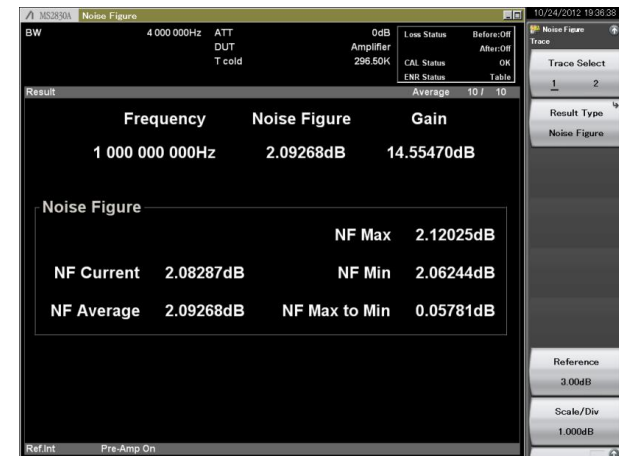 MS2830A Noise Figure
10/24/2012 19:36:38
BW 4 000 000Hz ATT 0dB
DUT Amplifier
T cold 296.50K
Loss Status Before:Off
After:Off
CAL Status OK
ENR Status Table
Result Average 10 / 10
Frequency Noise Figure Gain
1 000 000 000Hz 2.09268dB 14.55470dB
Noise Figure
NF Max 2.12025dB
NF Current 2.08287dB NF Min 2.06244dB
NF Average 2.09268dB NF Max to Min 0.05781dB
Ref.Int Pre-Amp On
Noise Figure
Trace
Trace Select
1 2
Result Type
Noise Figure
Reference
3.00dB
Scale/Div
1.000dB